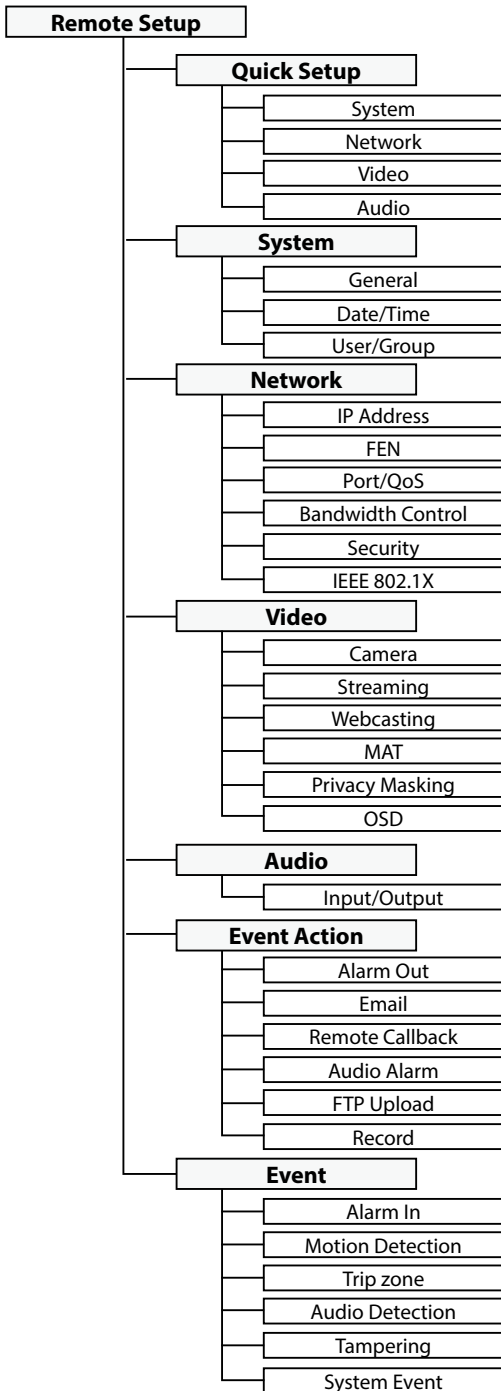 Remote Setup
Quick Setup
System
Network
Video
Audio
System
General
Date/Time
User/Group
Network
IP Address
FEN
Port/QoS
Bandwidth Control
Security
IEEE 802.1X
Video
Camera
Streaming
Webcasting
MAT
Privacy Masking
OSD
Audio
Input/Output
Event Action
Alarm Out
Email
Remote Callback
Audio Alarm
FTP Upload
Record
Event
Alarm In
Motion Detection
Trip zone
Audio Detection
Tampering
System Event